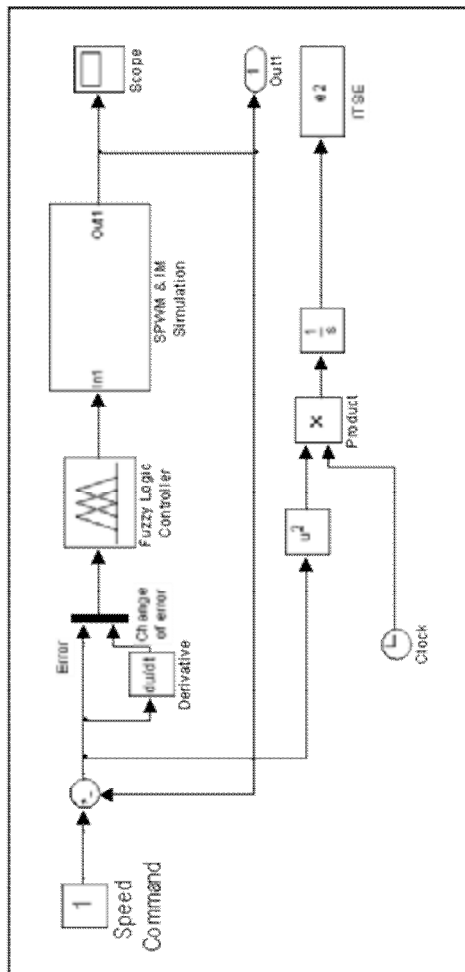 1
Speed
Command
+
-
Error
du/dt
Derivative
Change
of error
Fuzzy Logic
Controller
In1
Out1
SPWM & IM
Simulation
Scope
1
Out1
u²
Clock
×
Product
1
s
e2
ITSE